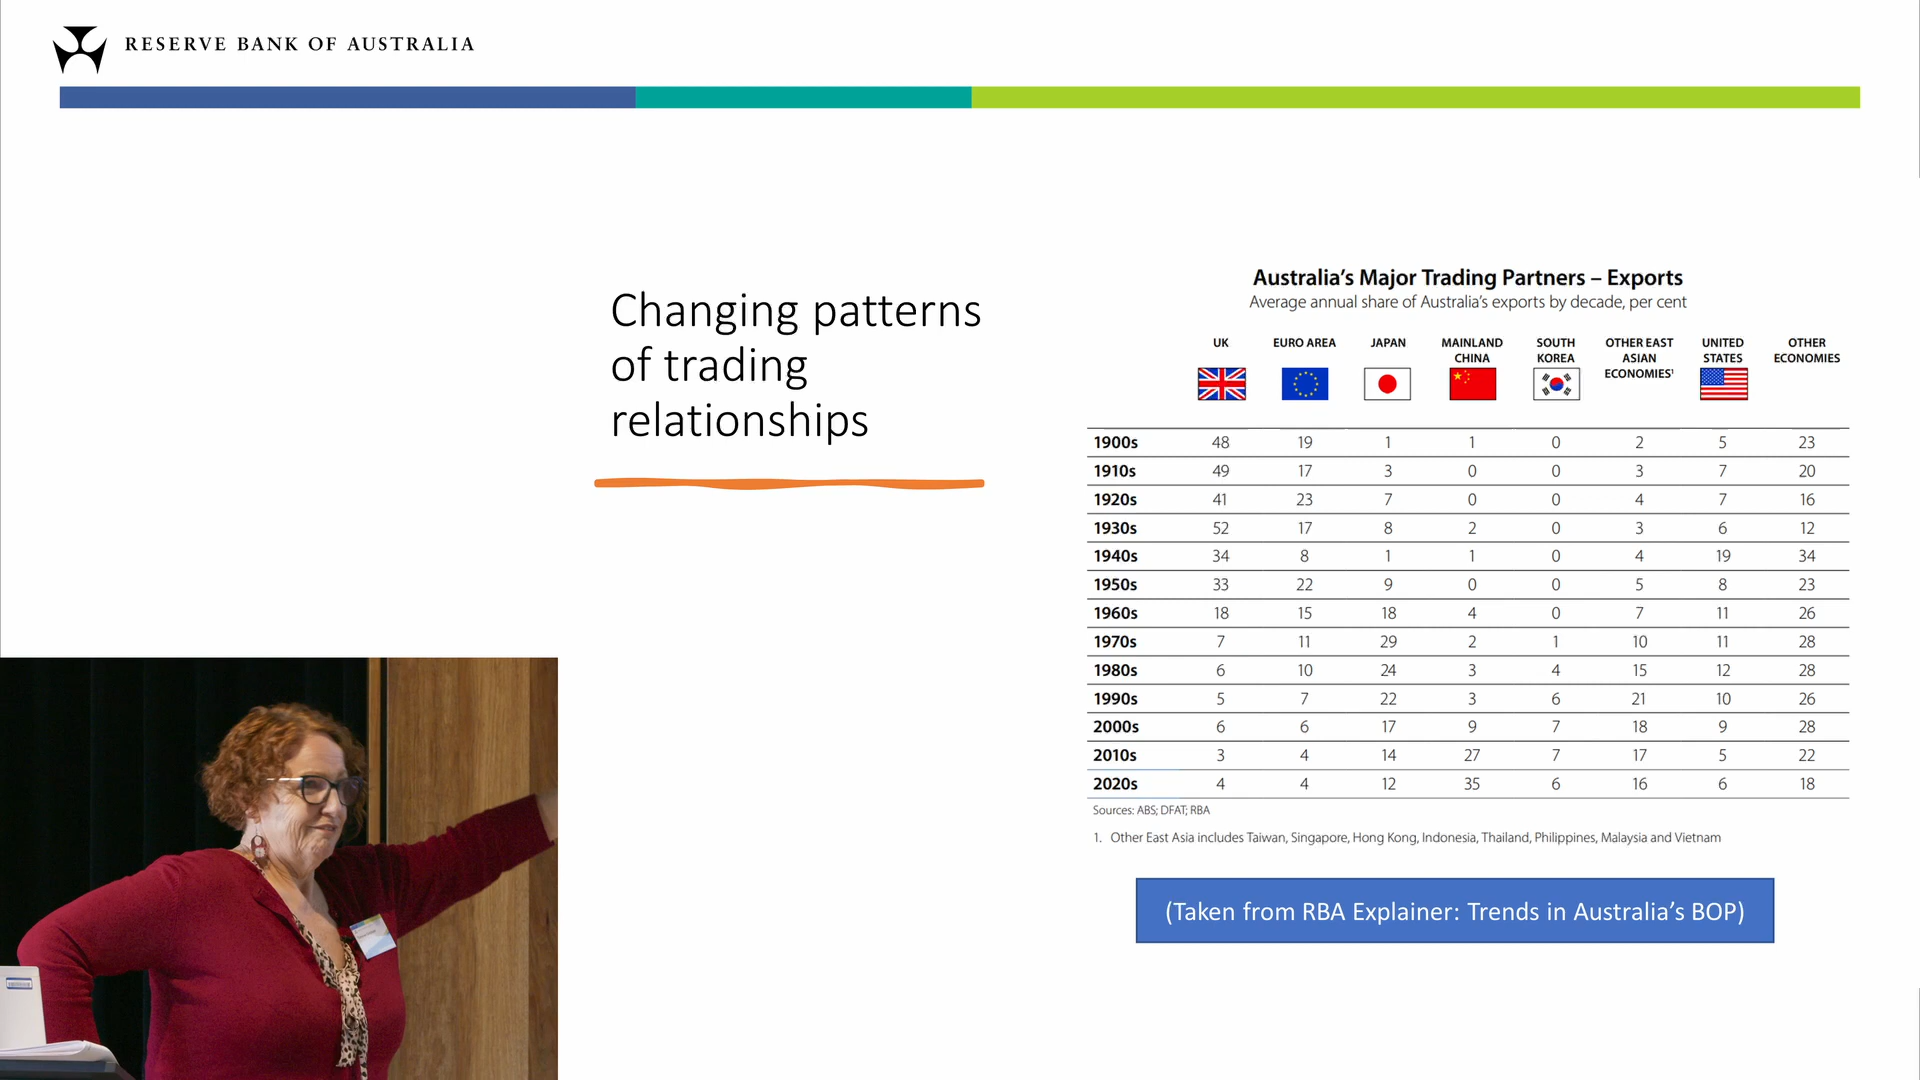 RESERVE BANK OF AUSTRALIA
Changing patterns
of trading
relationships
Australia's Major Trading Partners – Exports
Average annual share of Australia's exports by decade, per cent
UK EURO AREA JAPAN MAINLAND CHINA SOUTH KOREA OTHER EAST ASIAN ECONOMIES¹ UNITED STATES OTHER ECONOMIES
1900s 48 19 1 1 0 2 5 23
1910s 49 17 3 0 0 3 7 20
1920s 41 23 7 0 0 4 7 16
1930s 52 17 8 2 0 3 6 12
1940s 34 8 1 1 0 4 19 34
1950s 33 22 9 0 0 5 8 23
1960s 18 15 18 4 0 7 11 26
1970s 7 11 29 2 1 10 11 28
1980s 6 10 24 3 4 15 12 28
1990s 5 7 22 3 6 21 10 26
2000s 6 6 17 9 7 18 9 28
2010s 3 4 14 27 7 17 5 22
2020s 4 4 12 35 6 16 6 18
Sources: ABS; DFAT; RBA
1. Other East Asia includes Taiwan, Singapore, Hong Kong, Indonesia, Thailand, Philippines, Malaysia and Vietnam
(Taken from RBA Explainer: Trends in Australia's BOP)